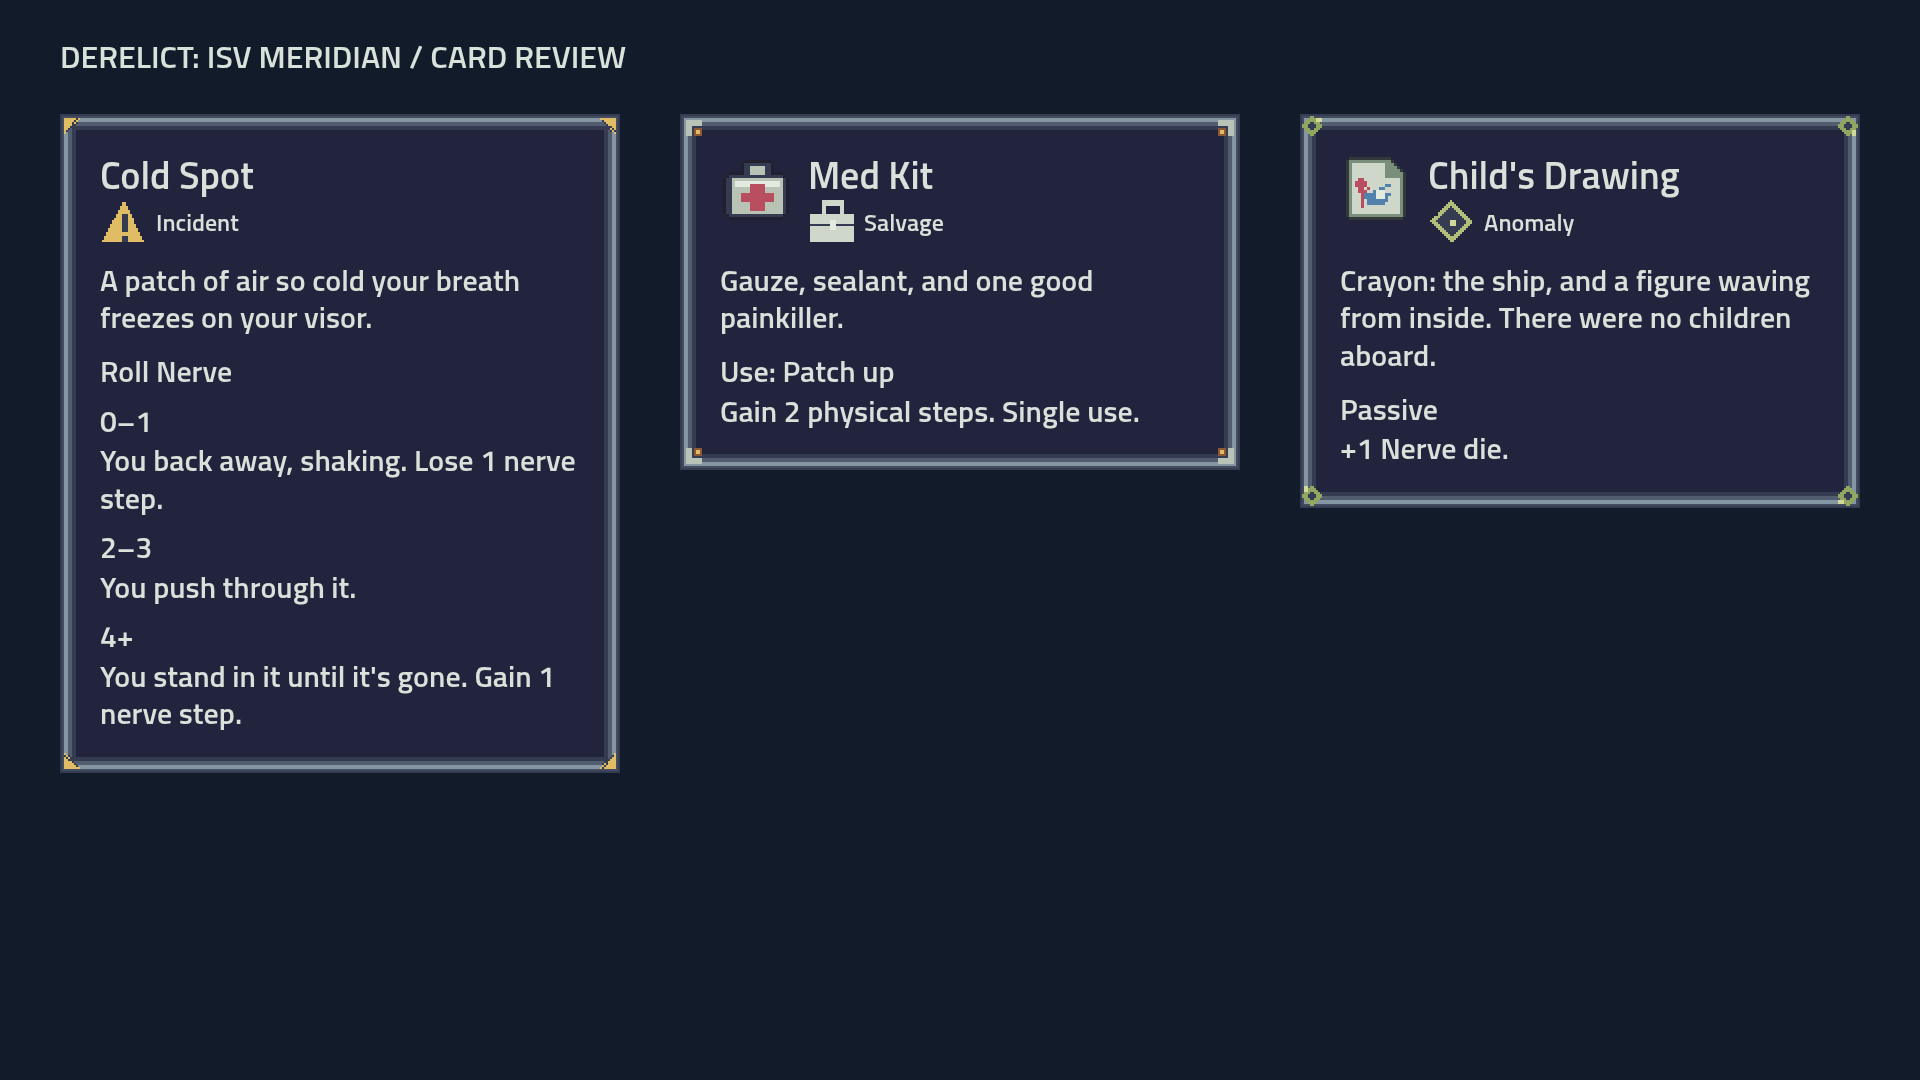 DERELICT: ISV MERIDIAN / CARD REVIEW
Cold Spot
Incident
A patch of air so cold your breath
freezes on your visor.
Roll Nerve
0–1
You back away, shaking. Lose 1 nerve
step.
2–3
You push through it.
4+
You stand in it until it's gone. Gain 1
nerve step.
Med Kit
Salvage
Gauze, sealant, and one good
painkiller.
Use: Patch up
Gain 2 physical steps. Single use.
Child's Drawing
Anomaly
Crayon: the ship, and a figure waving
from inside. There were no children
aboard.
Passive
+1 Nerve die.